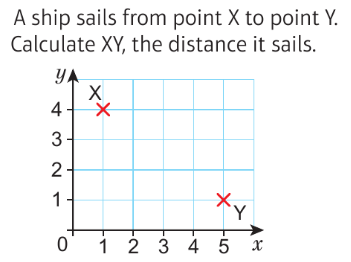 A ship sails from point X to point Y.
Calculate XY, the distance it sails.
y
X
4
3
2
1
Y
0 1 2 3 4 5 x